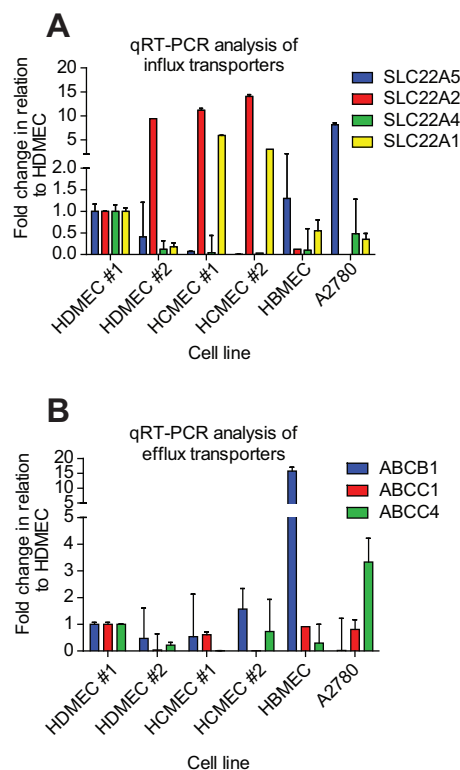 A
qRT-PCR analysis of
influx transporters
SLC22A5
SLC22A2
SLC22A4
SLC22A1
Fold change in relation
to HDMEC
20
15
10
5
2.0
1.5
1.0
0.5
0.0
HDMEC #1
HDMEC #2
HCMEC #1
HCMEC #2
HBMEC
A2780
Cell line
B
qRT-PCR analysis of
efflux transporters
ABCB1
ABCC1
ABCC4
Fold change in relation
to HDMEC
20
15
10
5
4
3
2
1
0
HDMEC #1
HDMEC #2
HCMEC #1
HCMEC #2
HBMEC
A2780
Cell line